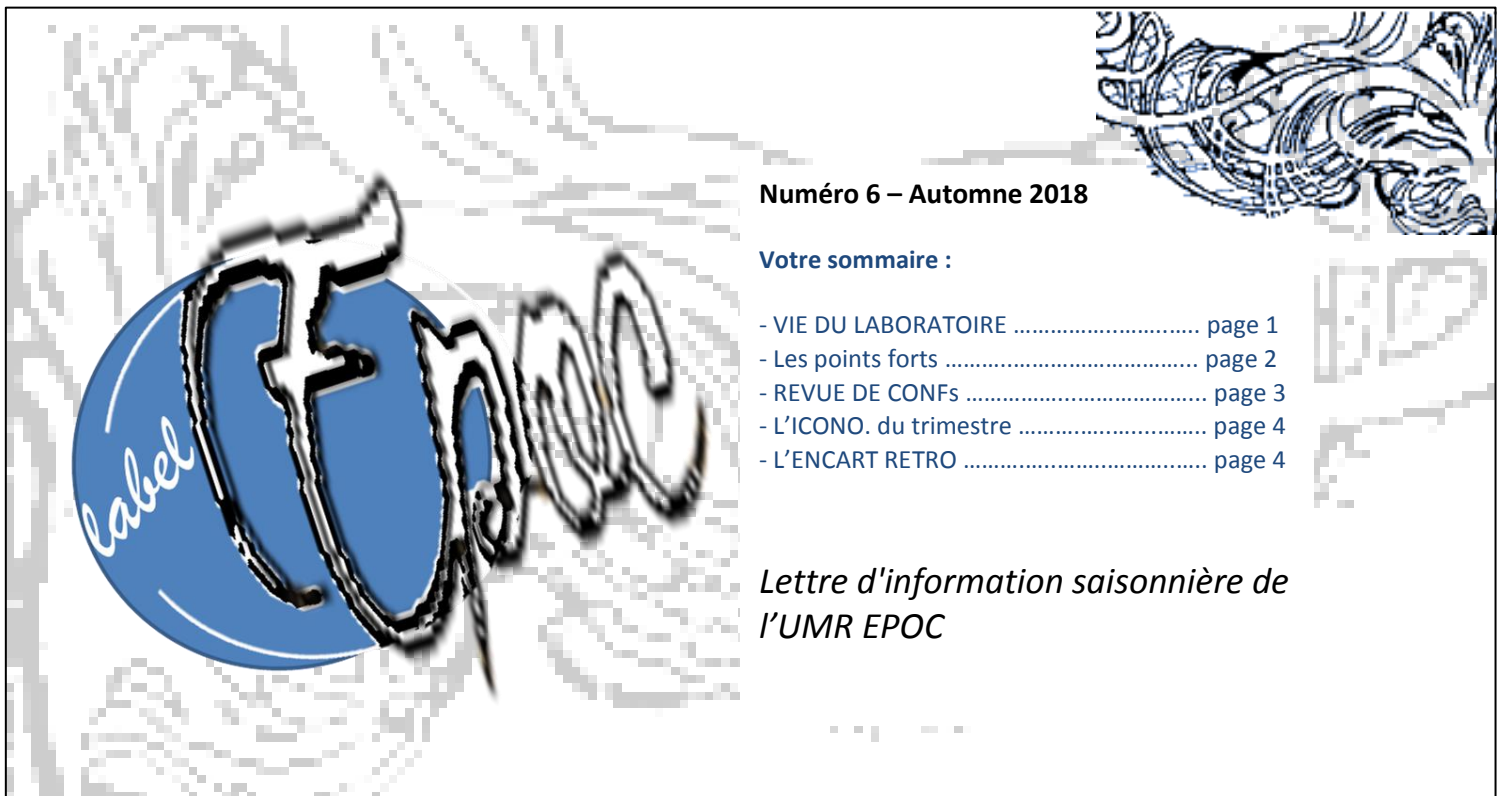 label
Epoc
Numéro 6 – Automne 2018
Votre sommaire :
- VIE DU LABORATOIRE ………………..……….. page 1
- Les points forts ………..…………………………... page 2
- REVUE DE CONFs ……………...………………... page 3
- L’ICONO. du trimestre ……………….....…….. page 4
- L’ENCART RETRO ……….…..…….…………..….. page 4
Lettre d'information saisonnière de
l’UMR EPOC